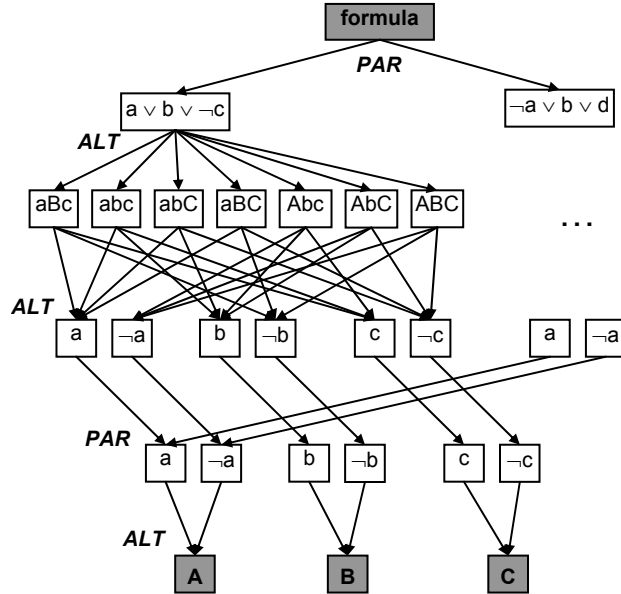 formula
PAR
a ∨ b ∨ ¬c
¬a ∨ b ∨ d
ALT
aBc abc abC aBC Abc AbC ABC
...
ALT
a ¬a b ¬b c ¬c a ¬a
PAR
a ¬a b ¬b c ¬c
ALT
A B C